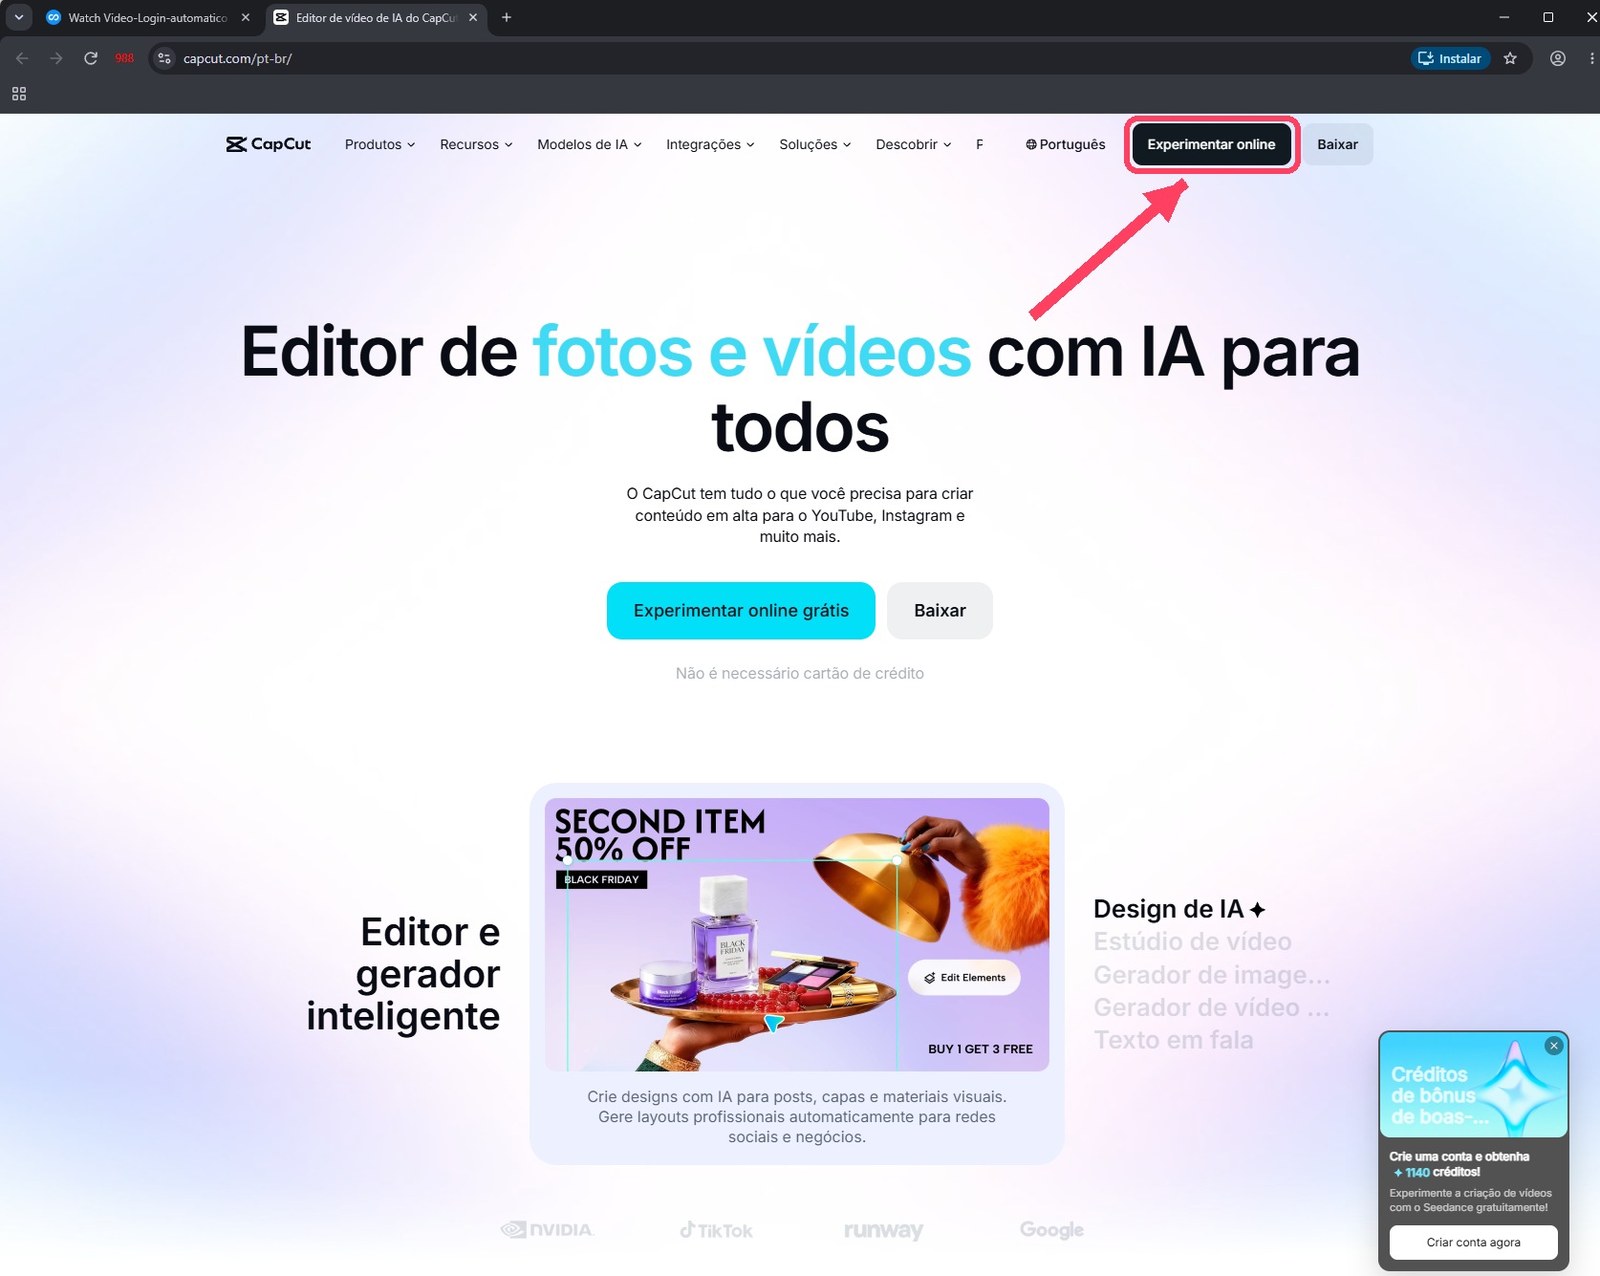 Watch Video-Login-automatico
Editor de vídeo de IA do CapCut
988
capcut.com/pt-br/
Instalar
CapCut
Produtos
Recursos
Modelos de IA
Integrações
Soluções
Descobrir
P
Português
Experimentar online
Baixar
Editor de fotos e vídeos com IA para
todos
O CapCut tem tudo o que você precisa para criar
conteúdo em alta para o YouTube, Instagram e
muito mais.
Experimentar online grátis
Baixar
Não é necessário cartão de crédito
SECOND ITEM
50% OFF
BLACK FRIDAY
BLACK
FRIDAY
Black Friday
Edit Elements
BUY 1 GET 3 FREE
Editor e
gerador
inteligente
Crie designs com IA para posts, capas e materiais visuais.
Gere layouts profissionais automaticamente para redes
sociais e negócios.
Design de IA
Estúdio de vídeo
Gerador de image...
Gerador de vídeo ...
Texto em fala
NVIDIA
TikTok
runway
Google
Créditos
de bônus
de boas-...
Crie uma conta e obtenha
1140 créditos!
Experimente a criação de vídeos
com o Seedance gratuitamente!
Criar conta agora